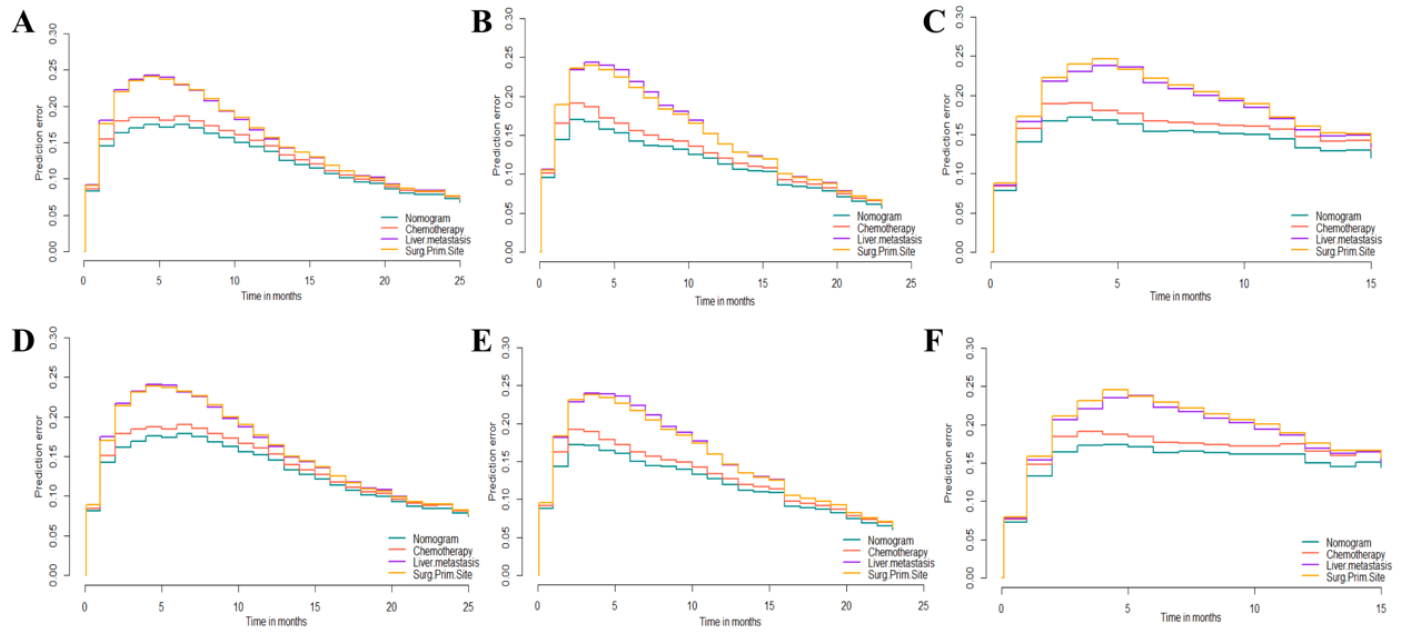 A
Prediction error
0.30
0.25
0.20
0.15
0.10
0.05
0.00
Nomogram
Chemotherapy
Liver.metastasis
Surg.Prim.Site
0 5 10 15 20 25
Time in months
B
Prediction error
0.30
0.25
0.20
0.15
0.10
0.05
0.00
Nomogram
Chemotherapy
Liver.metastasis
Surg.Prim.Site
0 5 10 15 20 25
Time in months
C
Prediction error
0.30
0.25
0.20
0.15
0.10
0.05
0.00
Nomogram
Chemotherapy
Liver.metastasis
Surg.Prim.Site
0 5 10 15
Time in months
D
Prediction error
0.30
0.25
0.20
0.15
0.10
0.05
0.00
Nomogram
Chemotherapy
Liver.metastasis
Surg.Prim.Site
0 5 10 15 20 25
Time in months
E
Prediction error
0.30
0.25
0.20
0.15
0.10
0.05
0.00
Nomogram
Chemotherapy
Liver.metastasis
Surg.Prim.Site
0 5 10 15 20 25
Time in months
F
Prediction error
0.30
0.25
0.20
0.15
0.10
0.05
0.00
Nomogram
Chemotherapy
Liver.metastasis
Surg.Prim.Site
0 5 10 15
Time in months